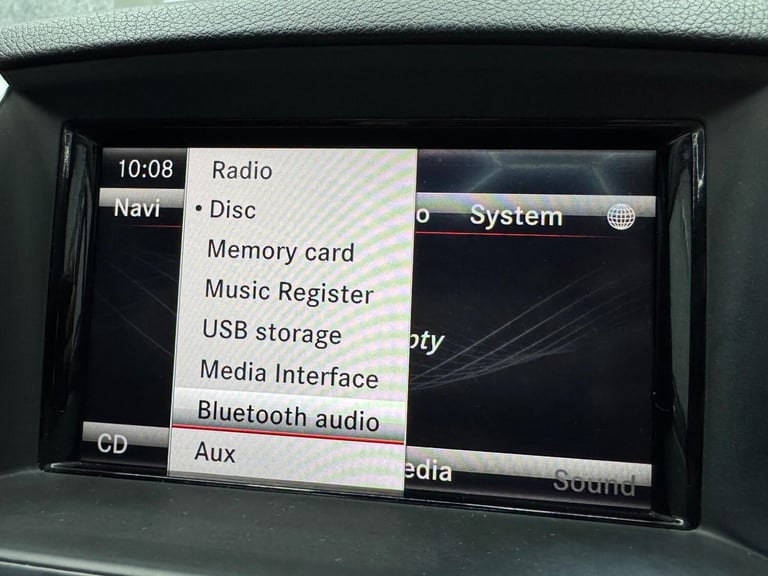 10:08
Navi
System
Radio
• Disc
Memory card
Music Register
USB storage
Media Interface
Bluetooth audio
Aux
CD
Sound